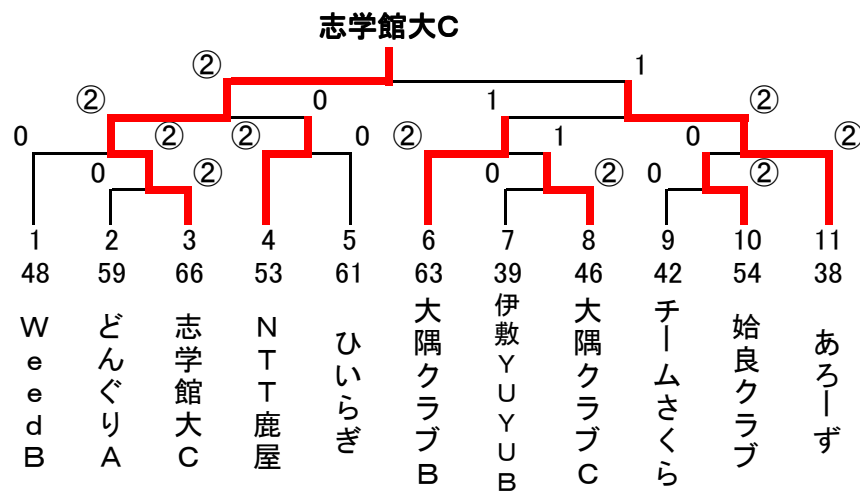 志学館大C
② 1
② 0 1 ②
0 ② ② 0 ② 1 0 ②
0 ② 0 ② 0 ②
1 2 3 4 5 6 7 8 9 10 11
48 59 66 53 61 63 39 46 42 54 38
ＷｅｅｄＢ
どんぐりＡ
志学館大Ｃ
ＮＴＴ鹿屋
ひいらぎ
大隅クラブＢ
伊敷ＹＵＹＵＢ
大隅クラブＣ
チームさくら
姶良クラブ
あろーず